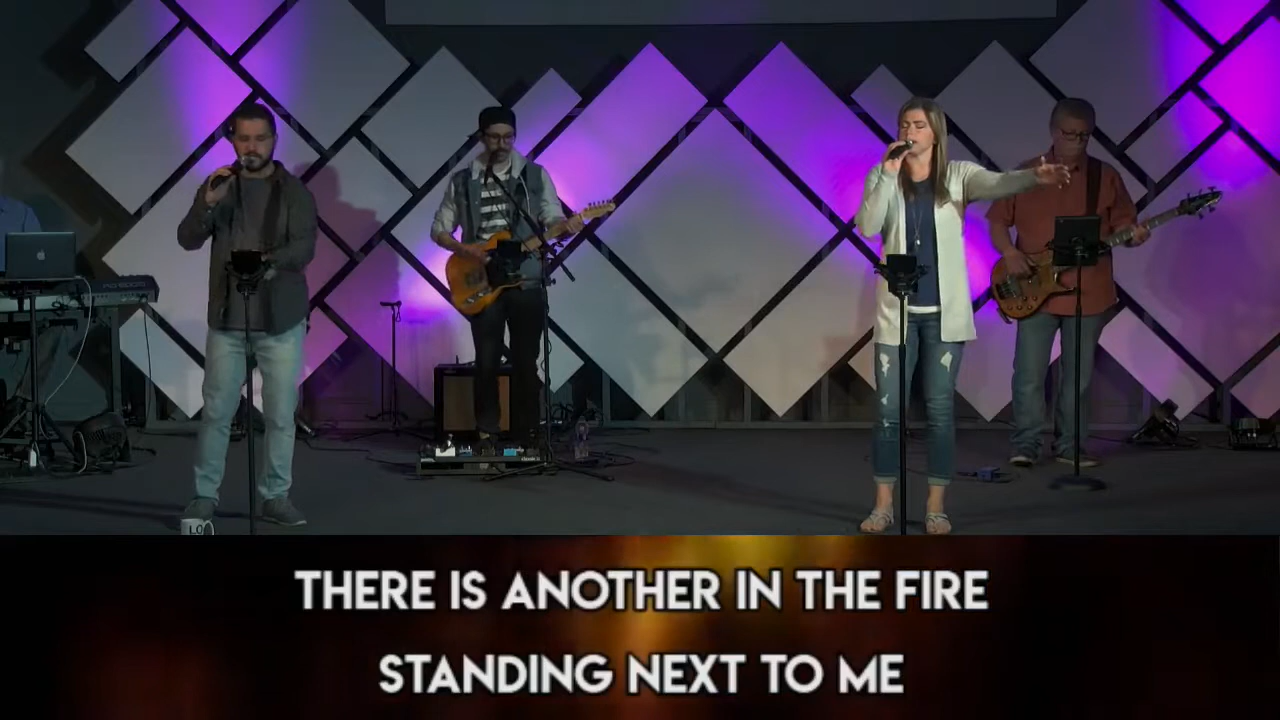 THERE IS ANOTHER IN THE FIRE
STANDING NEXT TO ME